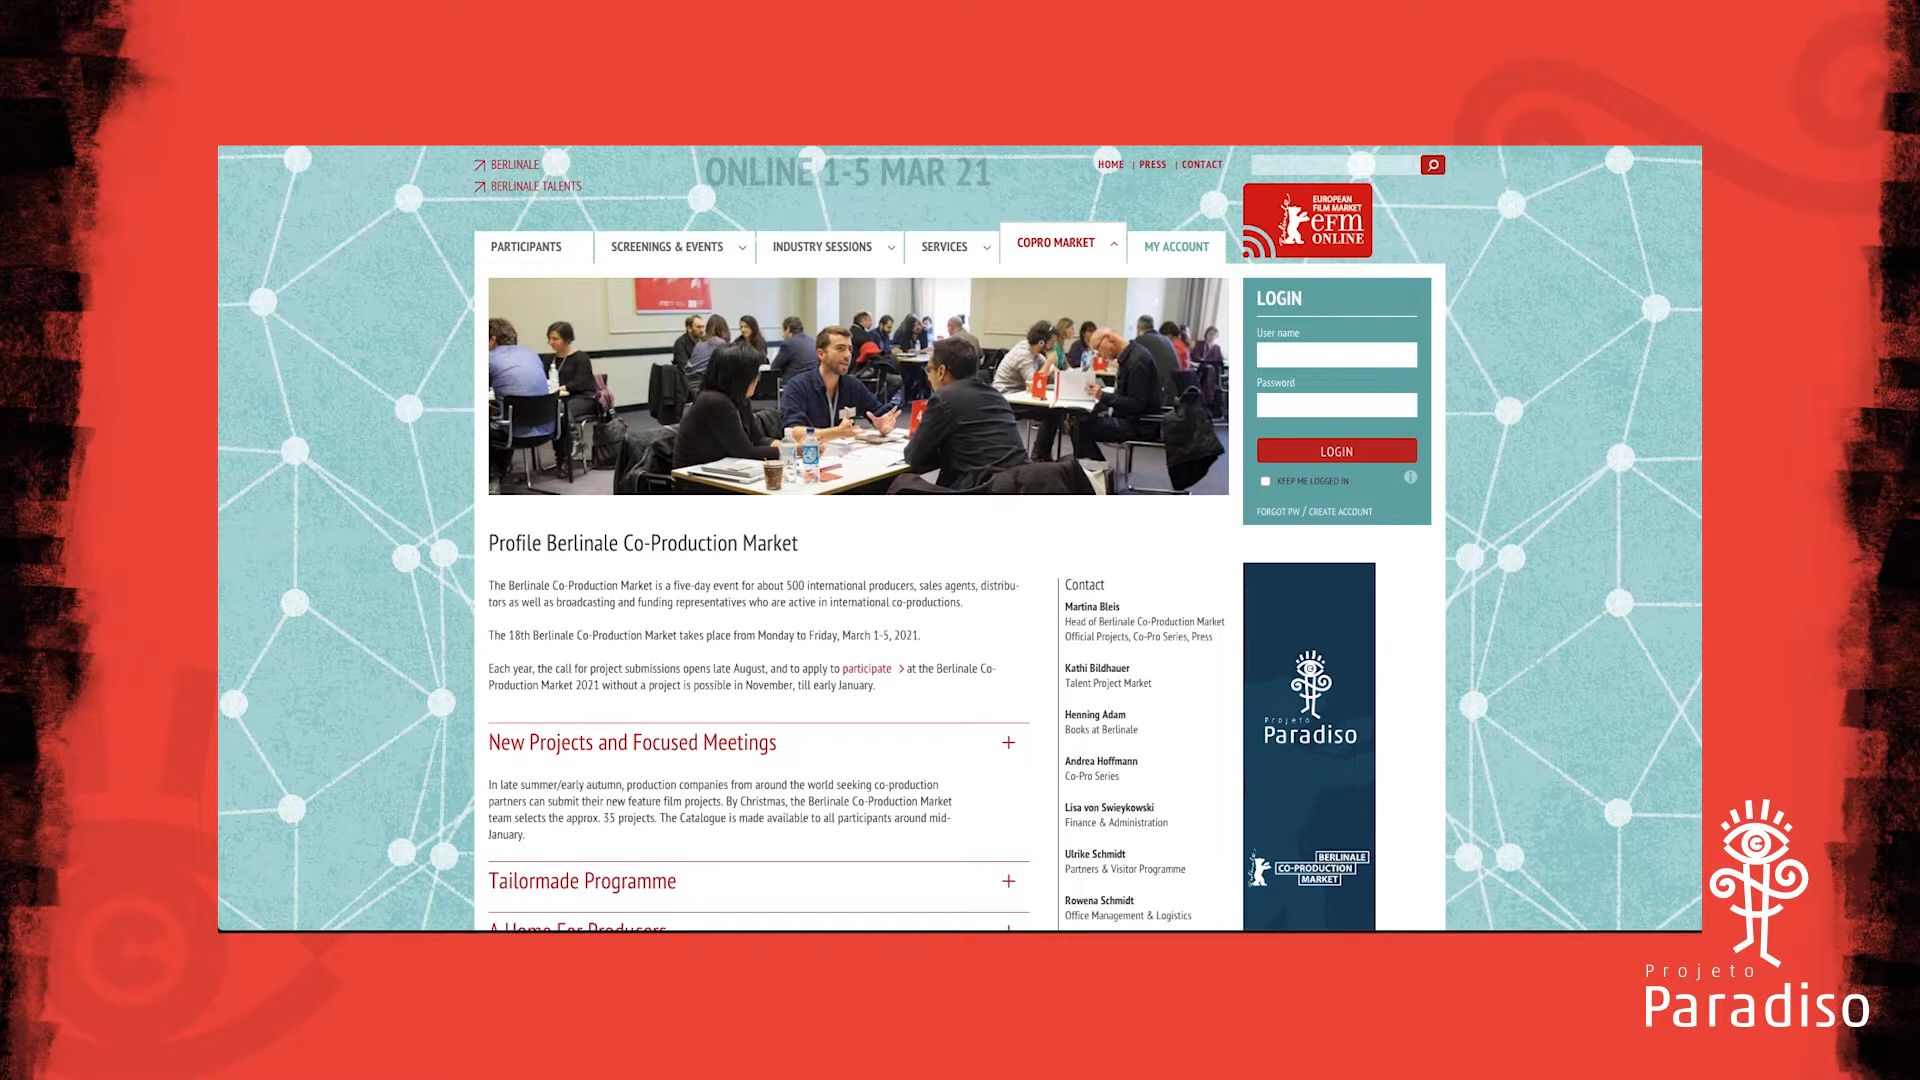 BERLINALE
BERLINALE TALENTS
ONLINE 1-5 MAR 21
HOME | PRESS | CONTACT
EUROPEAN
FILM MARKET
efm
ONLINE
PARTICIPANTS
SCREENINGS & EVENTS
INDUSTRY SESSIONS
SERVICES
COPRO MARKET
MY ACCOUNT
LOGIN
User name
Password
LOGIN
KEEP ME LOGGED IN
FORGOT PW / CREATE ACCOUNT
6
4
Profile Berlinale Co-Production Market
The Berlinale Co-Production Market is a five-day event for about 500 international producers, sales agents, distribu-
tors as well as broadcasting and funding representatives who are active in international co-productions.
The 18th Berlinale Co-Production Market takes place from Monday to Friday, March 1-5, 2021.
Each year, the call for project submissions opens late August, and to apply to participate > at the Berlinale Co-
Production Market 2021 without a project is possible in November, till early January.
New Projects and Focused Meetings +
In late summer/early autumn, production companies from around the world seeking co-production
partners can submit their new feature film projects. By Christmas, the Berlinale Co-Production Market
team selects the approx. 35 projects. The Catalogue is made available to all participants around mid-
January.
Tailormade Programme +
A Home For Producers
Contact
Martina Bleis
Head of Berlinale Co-Production Market
Official Projects, Co-Pro Series, Press
Kathi Bildhauer
Talent Project Market
Henning Adam
Books at Berlinale
Andrea Hoffmann
Co-Pro Series
Lisa von Swieykowski
Finance & Administration
Ulrike Schmidt
Partners & Visitor Programme
Rowena Schmidt
Office Management & Logistics
Projeto
Paradiso
BERLINALE
CO-PRODUCTION
MARKET
Projeto
Paradiso